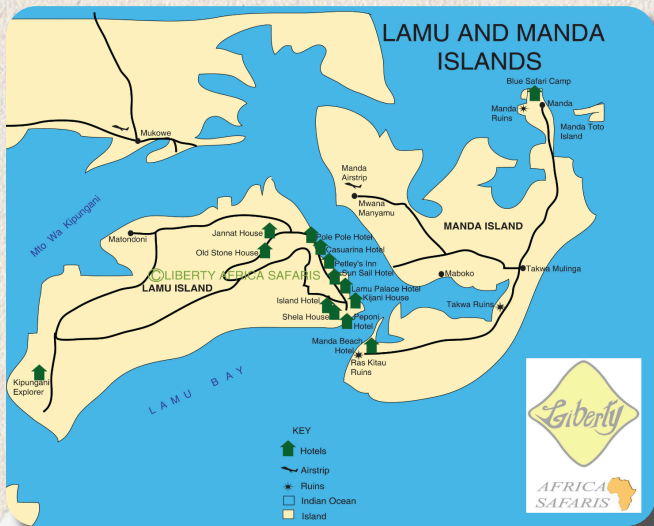 LAMU AND MANDA
ISLANDS
Blue Safari Camp
Manda
Manda
Ruins
Manda Toto
Island
Mukowe
Manda
Airstrip
Mwana
Manyamu
MANDA ISLAND
Mto Wa Kipungani
Matondoni
Jannat House
Old Stone House
Pole Pole Hotel
Casuarina Hotel
Petley's Inn
Sun Sail Hotel
©LIBERTY AFRICA SAFARIS
LAMU ISLAND
Lamu Palace Hotel
Kijani House
Island Hotel
Shela House
Peponi
Hotel
Maboko
Takwa Mulinga
Takwa Ruins
Manda Beach
Hotel
Ras Kitau
Ruins
Kipungani
Explorer
LAMU BAY
KEY
Hotels
Airstrip
Ruins
Indian Ocean
Island
Liberty
AFRICA
SAFARIS